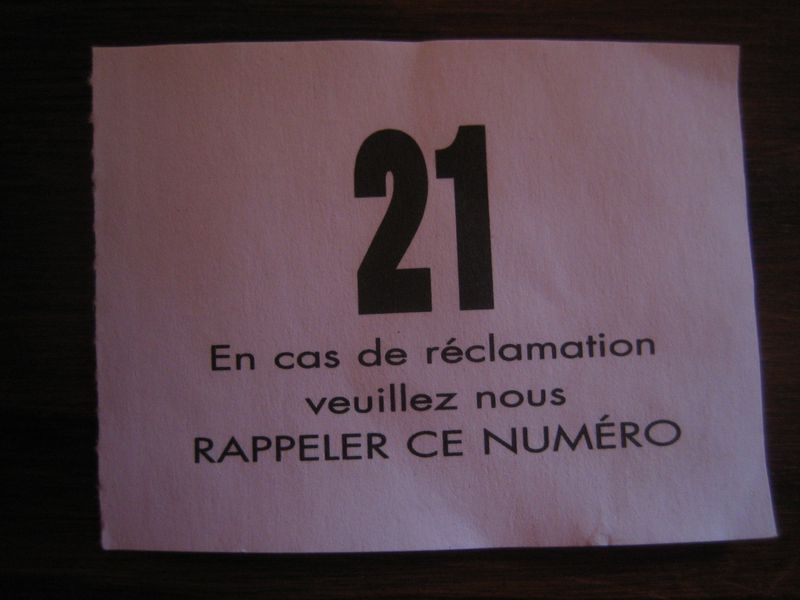 21
En cas de réclamation
veuillez nous
RAPPELER CE NUMÉRO